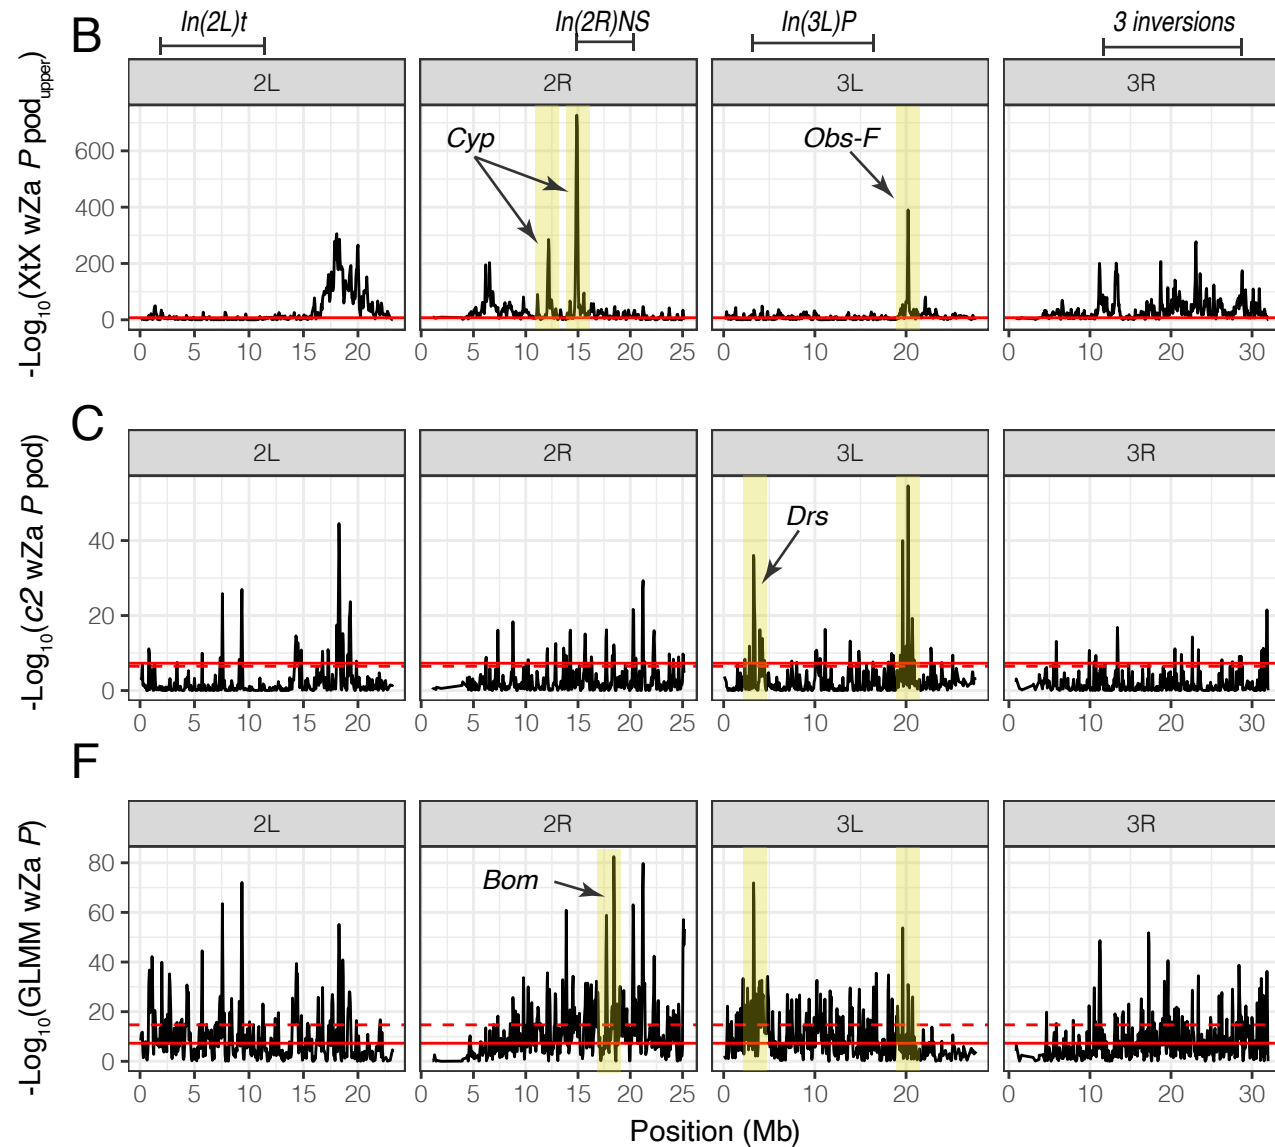 B
In(2L)t In(2R)NS In(3L)P 3 inversions
-Log10(XtX wZa P podupper)
2L 2R 3L 3R
Cyp Obs-F
600
400
200
0
0 5 10 15 20 0 5 10 15 20 25 0 10 20 0 10 20 30
C
-Log10(c2 wZa P pod)
2L 2R 3L 3R
Drs
40
20
0
0 5 10 15 20 0 5 10 15 20 25 0 10 20 0 10 20 30
F
-Log10(GLMM wZa P)
2L 2R 3L 3R
Bom
80
60
40
20
0
0 5 10 15 20 0 5 10 15 20 25 0 10 20 0 10 20 30
Position (Mb)